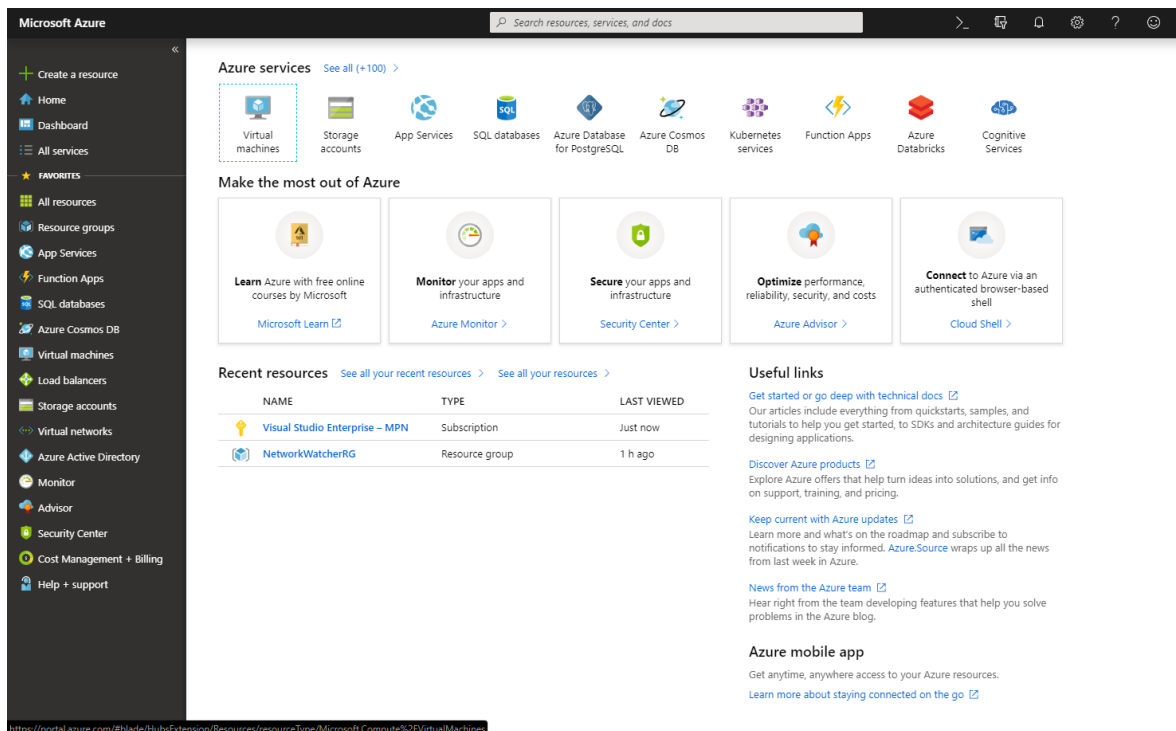 Microsoft Azure
Search resources, services, and docs
«
Create a resource
Home
Dashboard
All services
FAVORITES
All resources
Resource groups
App Services
Function Apps
SQL databases
Azure Cosmos DB
Virtual machines
Load balancers
Storage accounts
Virtual networks
Azure Active Directory
Monitor
Advisor
Security Center
Cost Management + Billing
Help + support
Azure services See all (+100) >
Virtual
machines
Storage
accounts
App Services
SQL
SQL databases
Azure Database
for PostgreSQL
Azure Cosmos
DB
Kubernetes
services
Function Apps
Azure
Databricks
Cognitive
Services
Make the most out of Azure
Learn Azure with free online
courses by Microsoft
Microsoft Learn
Monitor your apps and
infrastructure
Azure Monitor >
Secure your apps and
infrastructure
Security Center >
Optimize performance,
reliability, security, and costs
Azure Advisor >
Connect to Azure via an
authenticated browser-based
shell
Cloud Shell >
Recent resources See all your recent resources > See all your resources >
NAME TYPE LAST VIEWED
Visual Studio Enterprise – MPN Subscription Just now
NetworkWatcherRG Resource group 1 h ago
Useful links
Get started or go deep with technical docs
Our articles include everything from quickstarts, samples, and
tutorials to help you get started, to SDKs and architecture guides for
designing applications.
Discover Azure products
Explore Azure offers that help turn ideas into solutions, and get info
on support, training, and pricing.
Keep current with Azure updates
Learn more and what's on the roadmap and subscribe to
notifications to stay informed. Azure.Source wraps up all the news
from last week in Azure.
News from the Azure team
Hear right from the team developing features that help you solve
problems in the Azure blog.
Azure mobile app
Get anytime, anywhere access to your Azure resources.
Learn more about staying connected on the go
https://portal.azure.com/#blade/HubsExtension/Resources/resourceType/Microsoft.Compute%2FVirtualMachines